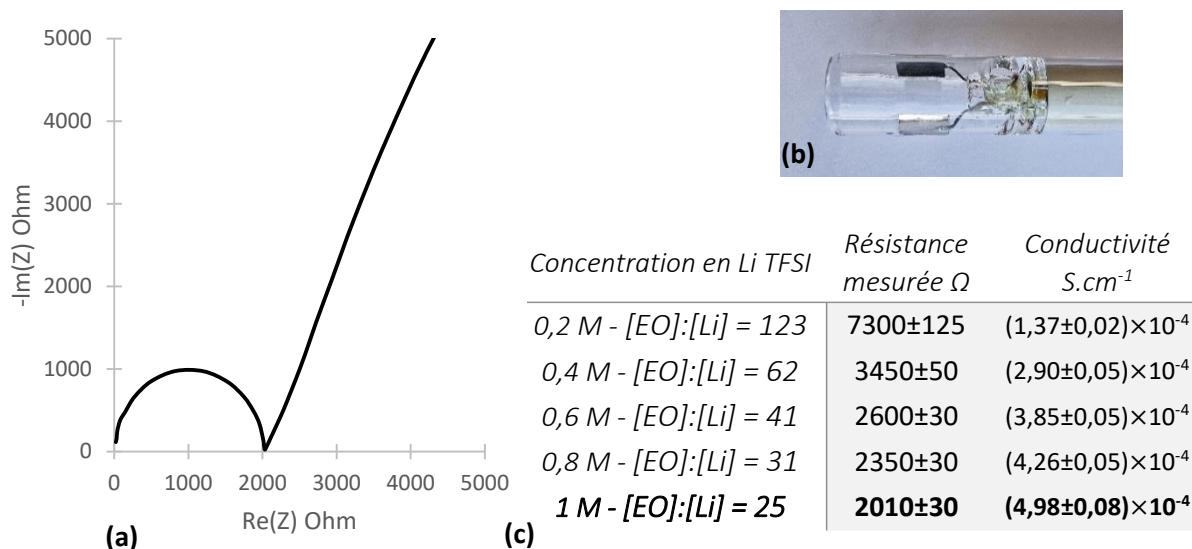 5000
4000
3000
2000
1000
0
-Im(Z) Ohm
0 1000 2000 3000 4000 5000
Re(Z) Ohm
(a)
(b)
Concentration en Li TFSI Résistance mesurée Ω Conductivité S.cm⁻¹
0,2 M - [EO]:[Li] = 123 7300±125 (1,37±0,02)×10⁻⁴
0,4 M - [EO]:[Li] = 62 3450±50 (2,90±0,05)×10⁻⁴
0,6 M - [EO]:[Li] = 41 2600±30 (3,85±0,05)×10⁻⁴
0,8 M - [EO]:[Li] = 31 2350±30 (4,26±0,05)×10⁻⁴
1 M - [EO]:[Li] = 25 2010±30 (4,98±0,08)×10⁻⁴
(c)